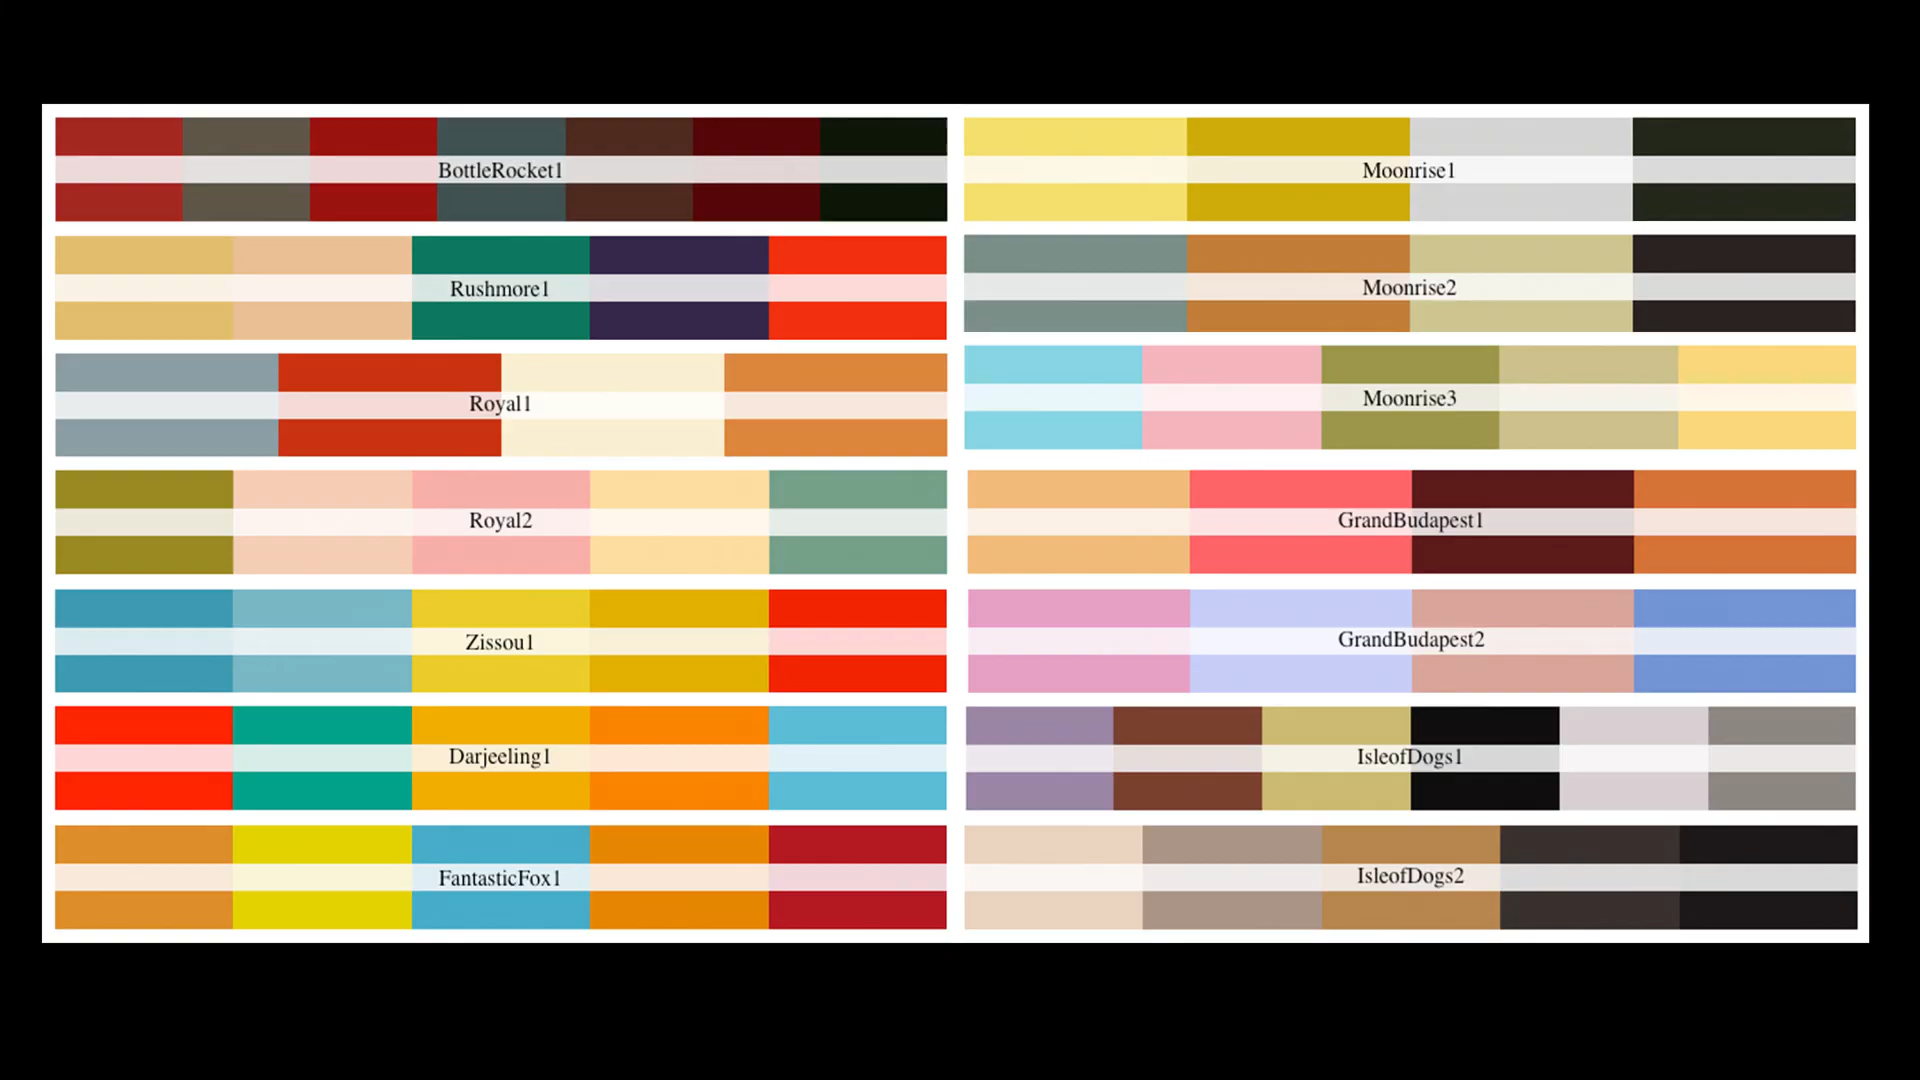 BottleRocket1
Rushmore1
Royal1
Royal2
Zissou1
Darjeeling1
FantasticFox1
Moonrise1
Moonrise2
Moonrise3
GrandBudapest1
GrandBudapest2
IsleofDogs1
IsleofDogs2